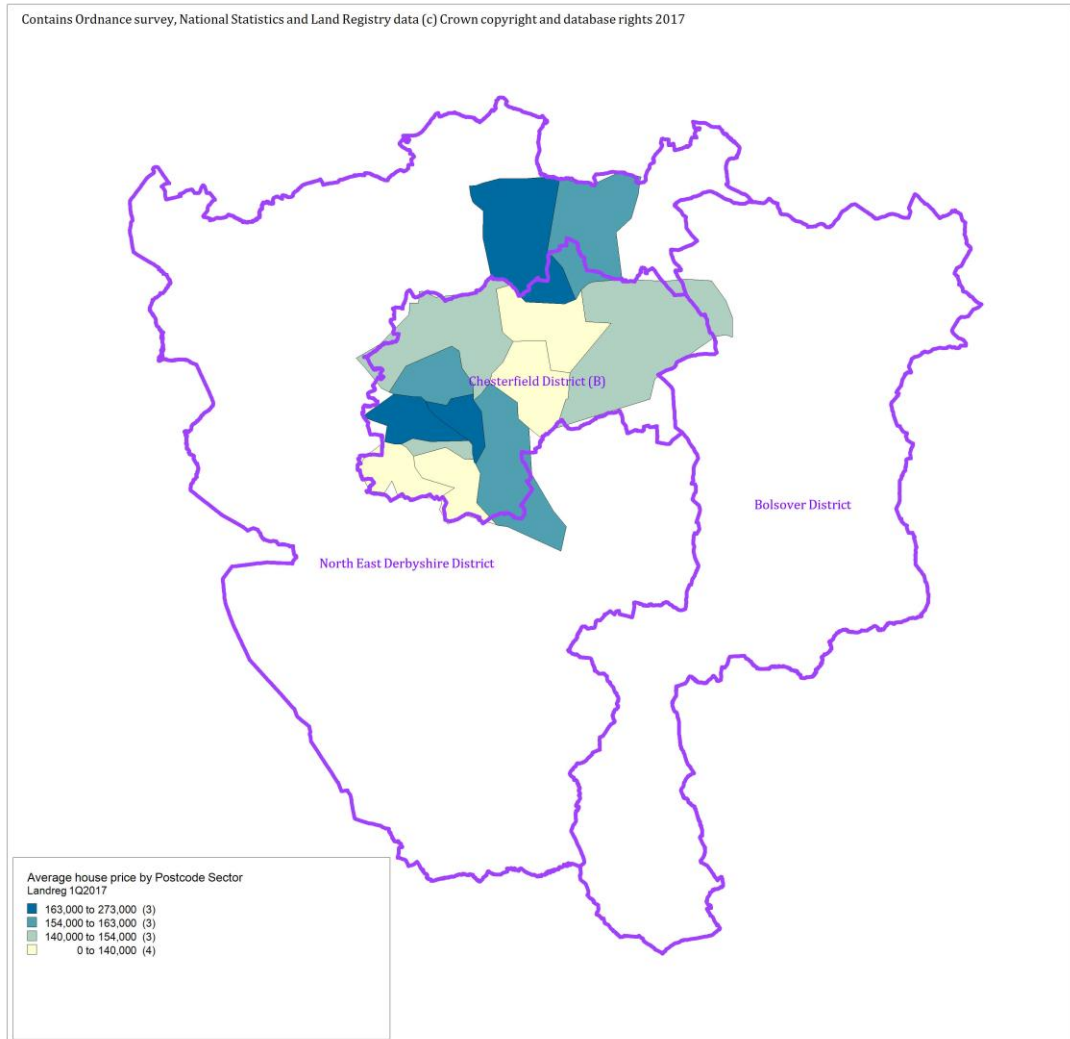 Contains Ordnance survey, National Statistics and Land Registry data (c) Crown copyright and database rights 2017
Chesterfield District (B)
Bolsover District
North East Derbyshire District
Average house price by Postcode Sector
Landreg 1Q2017
163,000 to 273,000 (3)
154,000 to 163,000 (3)
140,000 to 154,000 (3)
0 to 140,000 (4)